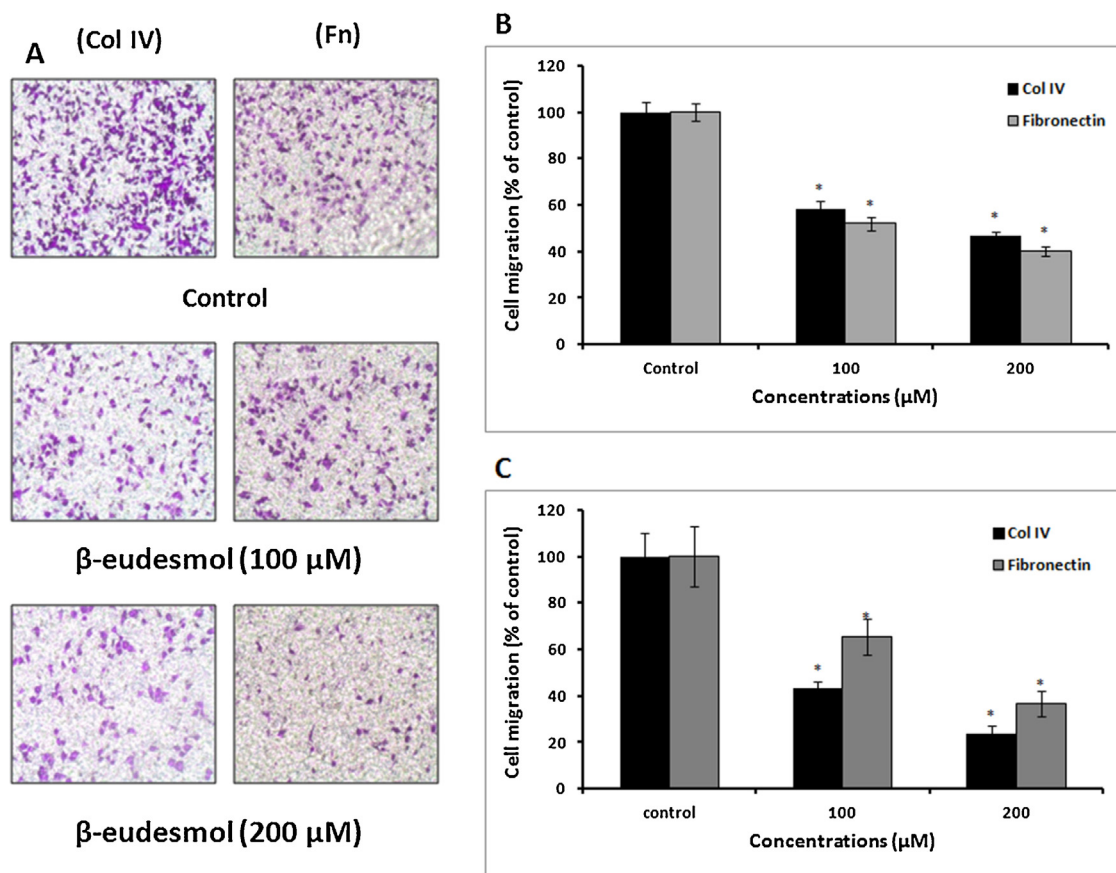 A
(Col IV)
(Fn)
Control
β-eudesmol (100 µM)
β-eudesmol (200 µM)
B
Cell migration (% of control)
120
100
80
60
40
20
0
Col IV
Fibronectin
*
*
*
*
Control
100
200
Concentrations (µM)
C
Cell migration (% of control)
120
100
80
60
40
20
0
Col IV
Fibronectin
*
*
*
*
control
100
200
Concentrations (µM)